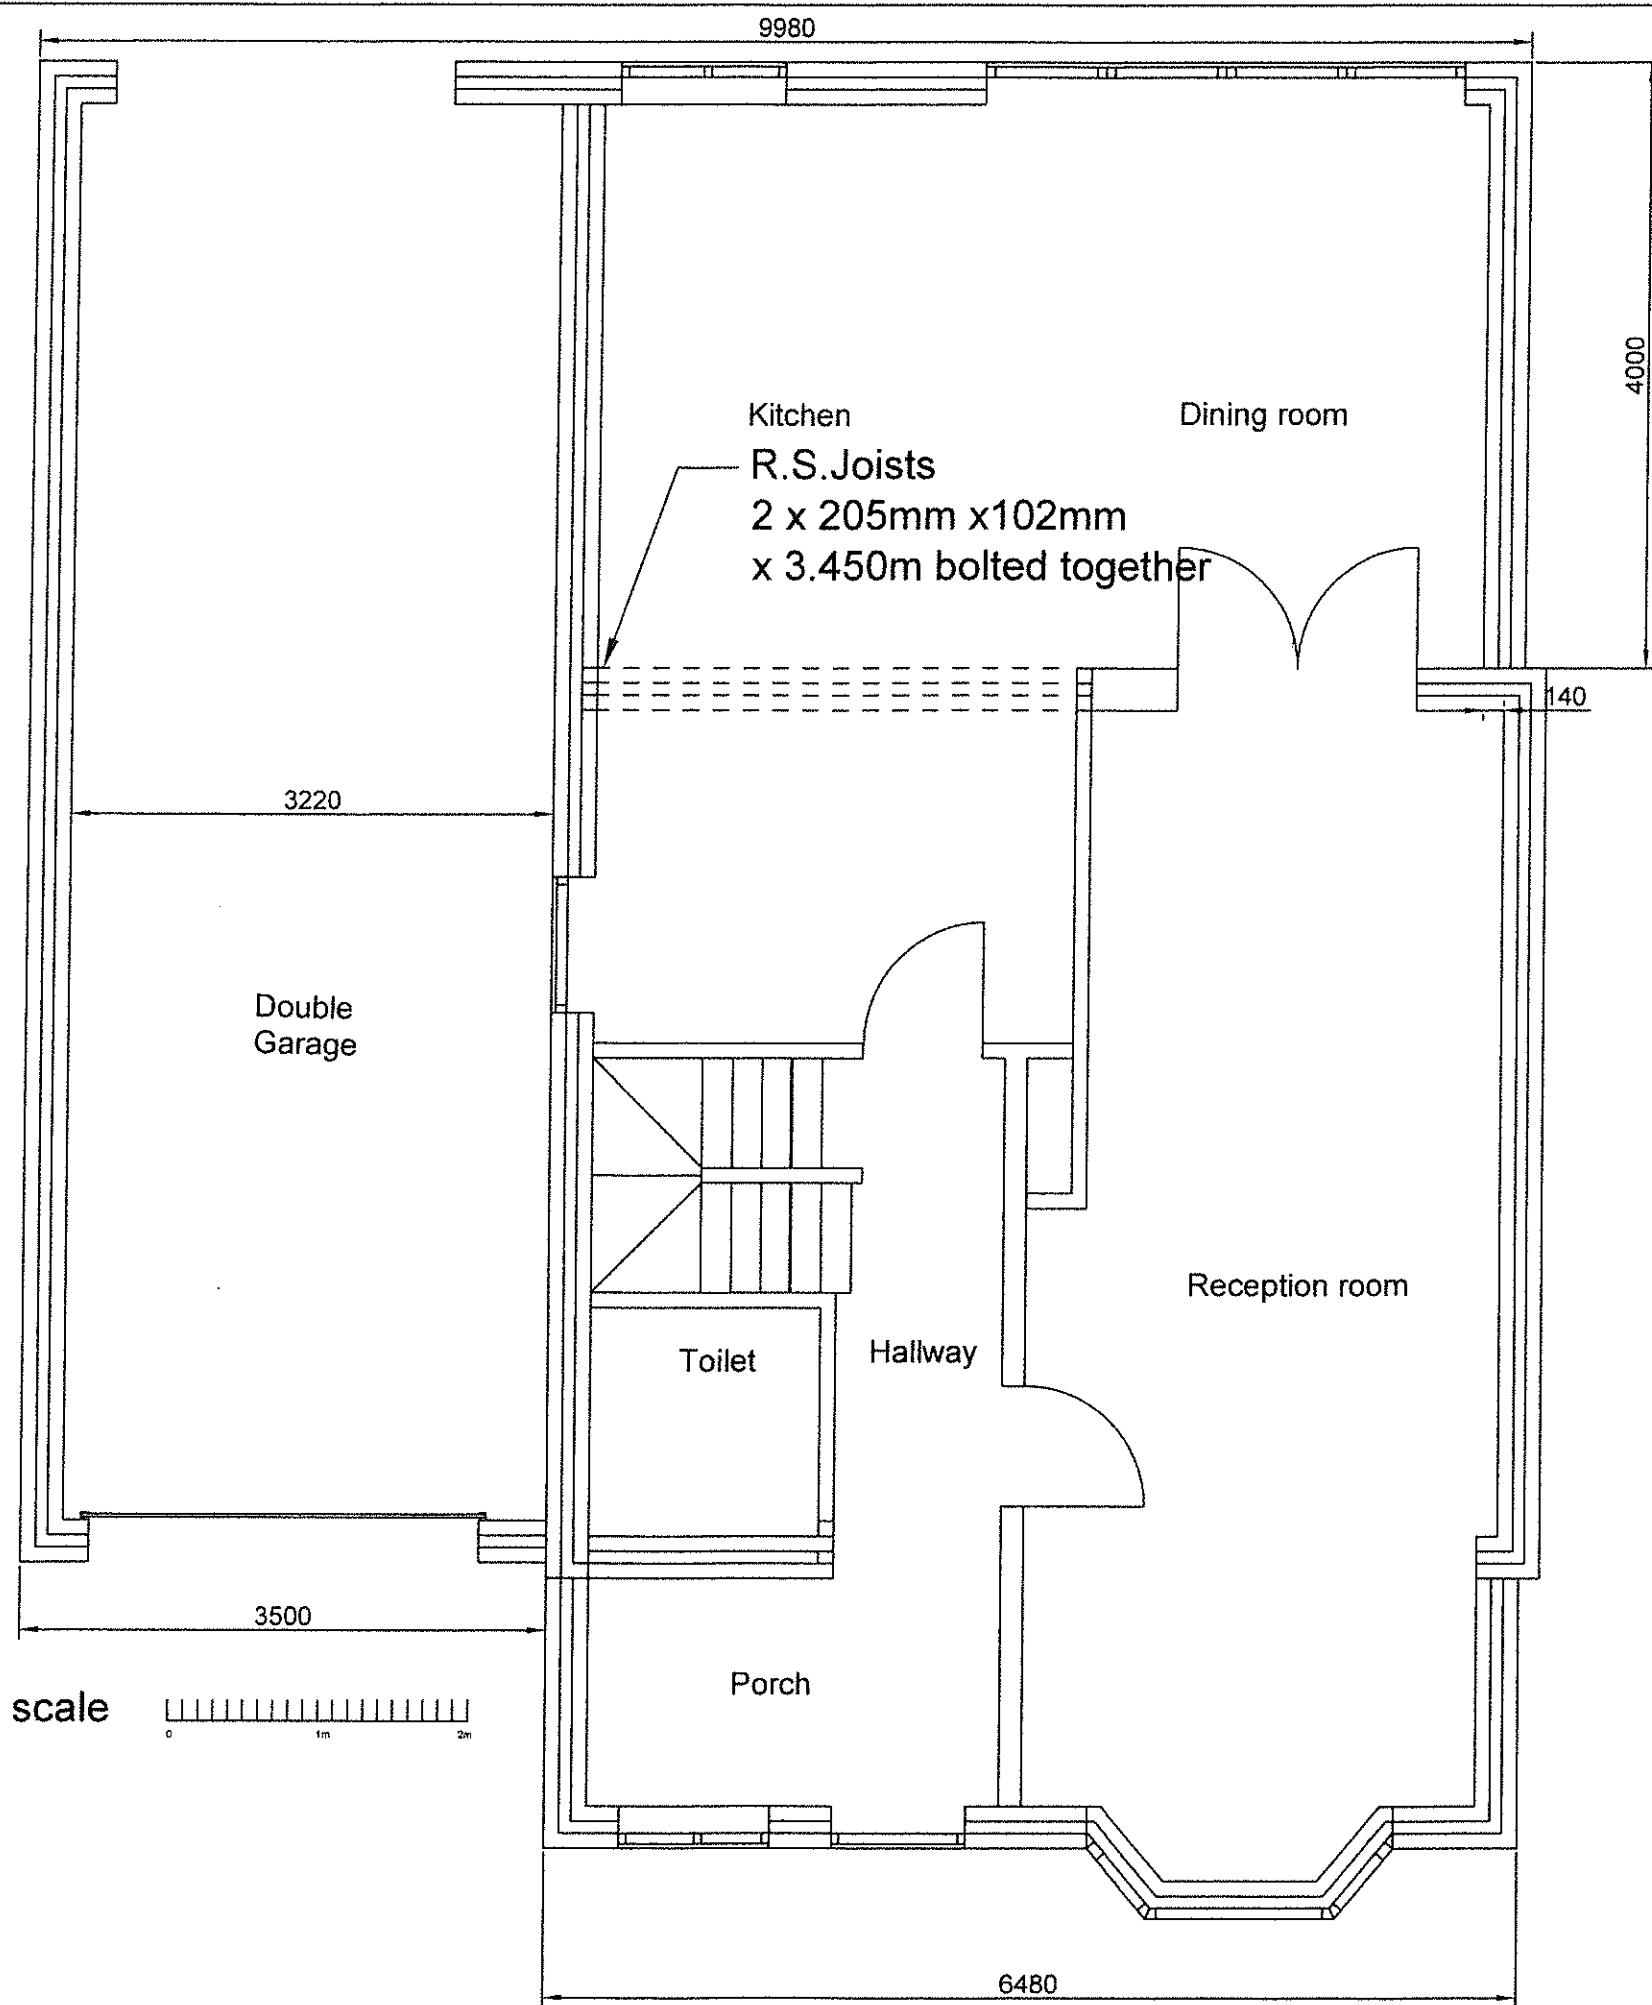 9980
4000
Kitchen
Dining room
R.S.Joists
2 x 205mm x102mm
x 3.450m bolted together
140
3220
Double
Garage
Reception room
Toilet
Hallway
3500
Porch
scale
0 1m 2m
6480